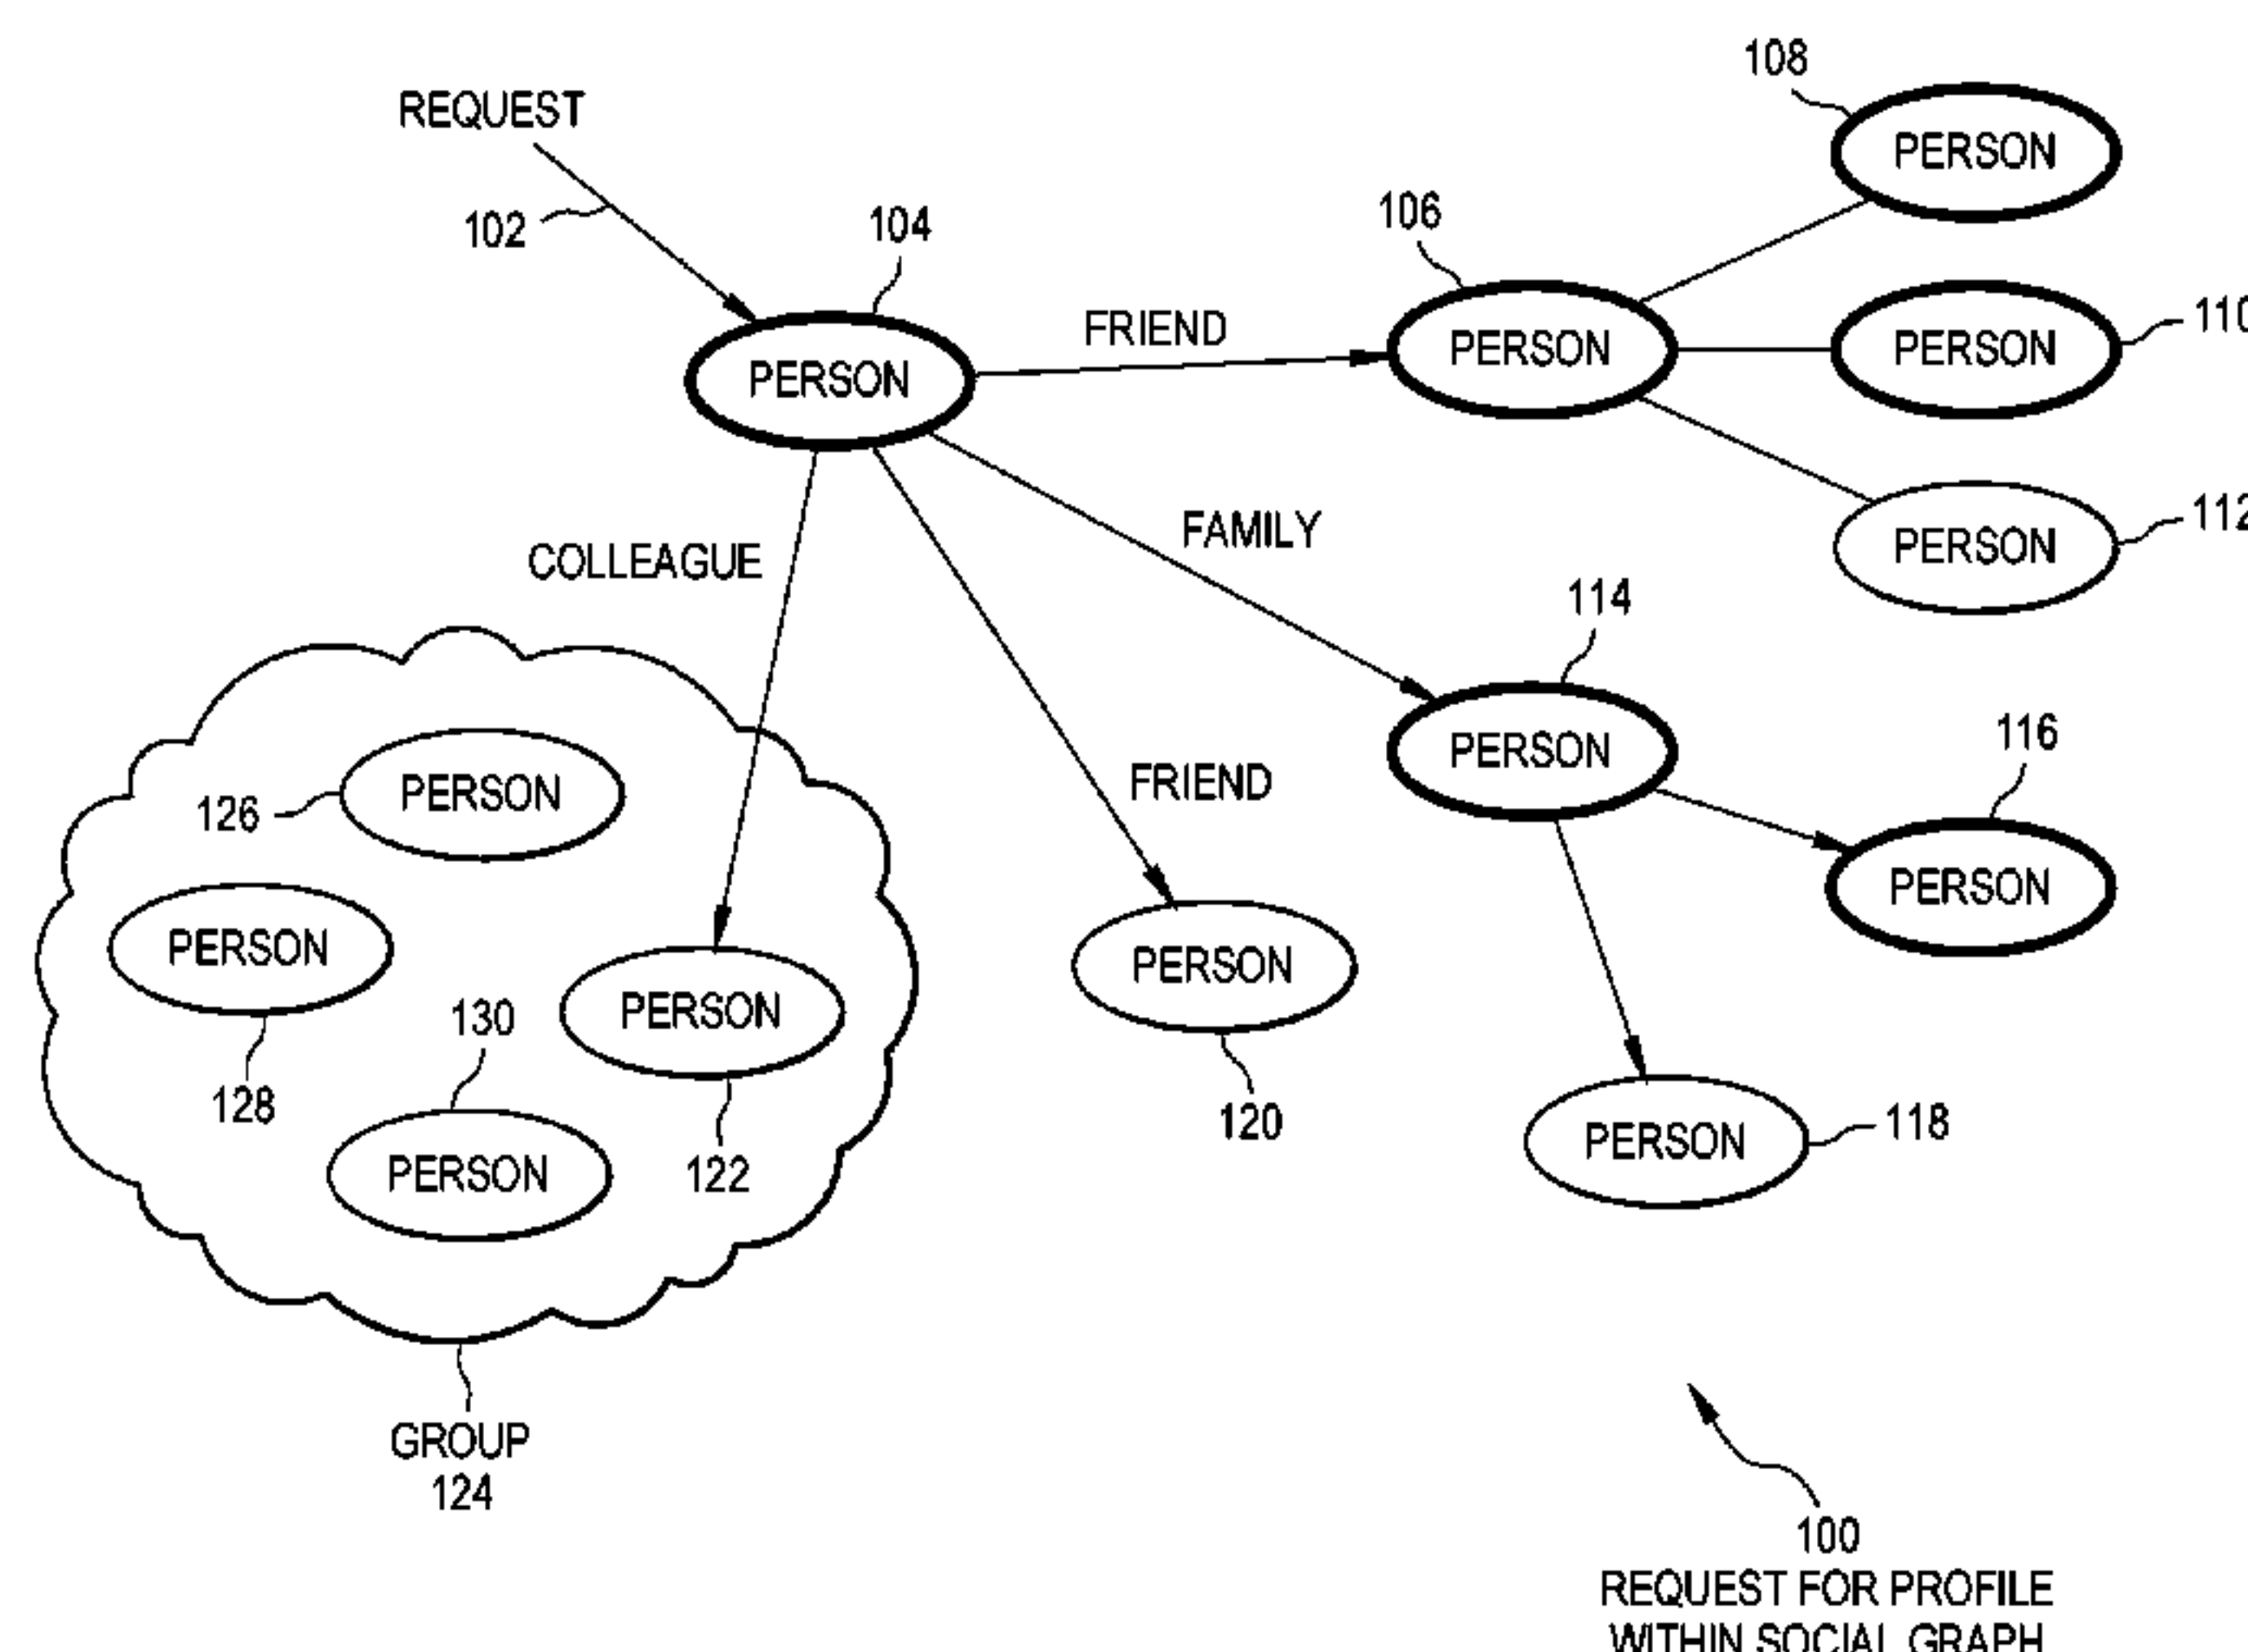 108
REQUEST
PERSON
106
104
102
110
FRIEND
PERSON
PERSON
PERSON
112
FAMILY
PERSON
COLLEAGUE
114
116
PERSON
FRIEND
PERSON
126
PERSON
PERSON
PERSON
130
PERSON
118
128
120
PERSON
PERSON
122
GROUP
124
100
REQUEST FOR PROFILE
WITHIN SOCIAL GRAPH